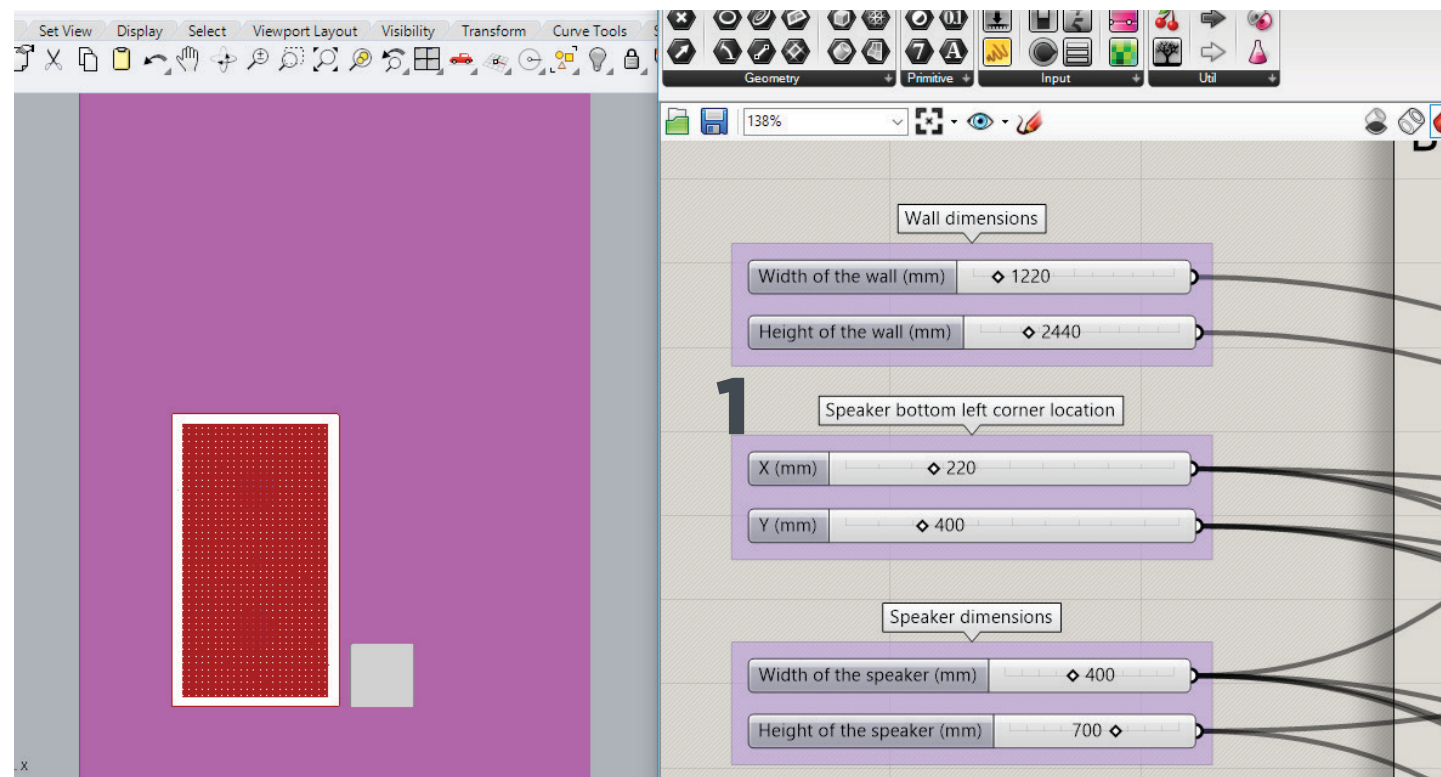 Set View Display Select Viewport Layout Visibility Transform Curve Tools
Geometry Primitive Input Util
138%
Wall dimensions
Width of the wall (mm) 1220
Height of the wall (mm) 2440
1
Speaker bottom left corner location
X (mm) 220
Y (mm) 400
Speaker dimensions
Width of the speaker (mm) 400
Height of the speaker (mm) 700
x